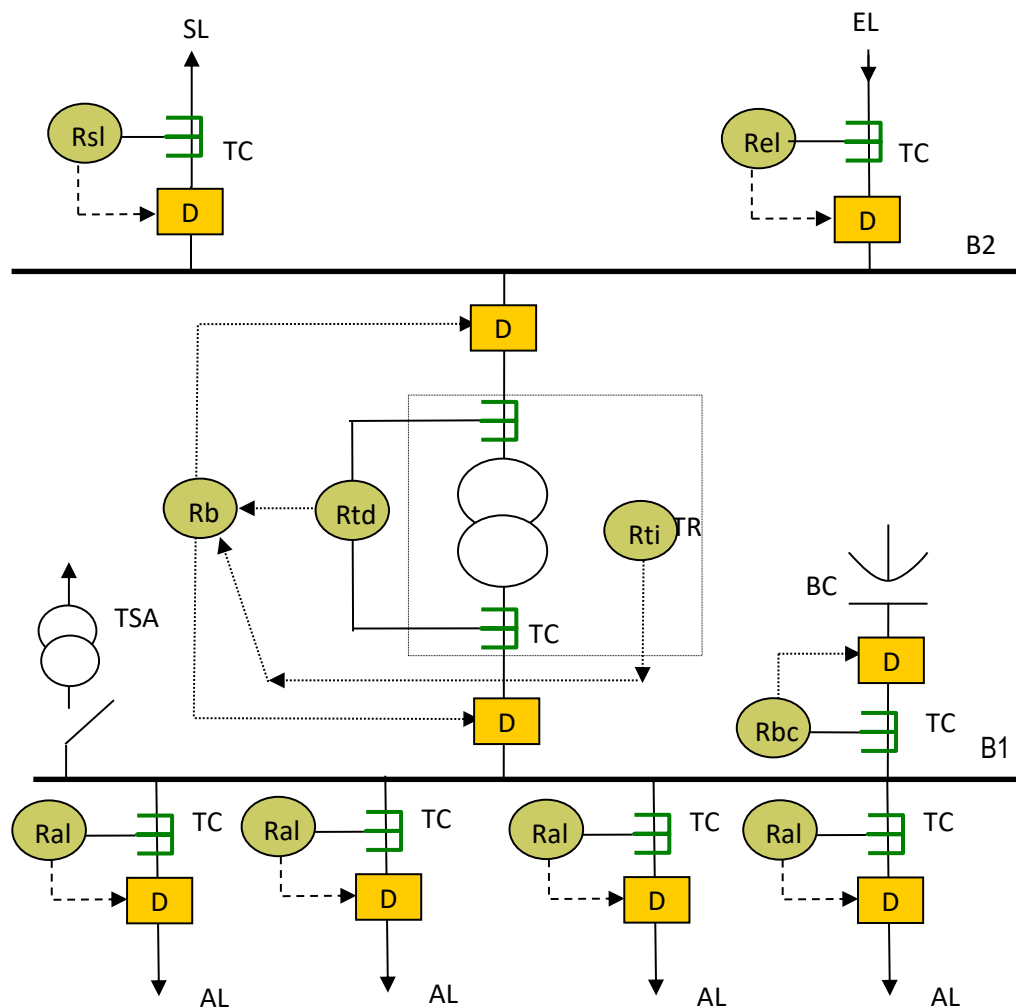 SL
EL
Rsl
TC
Rel
TC
D
D
B2
D
Rb
Rtd
Rti
TR
TSA
BC
TC
D
D
Rbc
TC
B1
Ral
TC
Ral
TC
Ral
TC
Ral
TC
D
D
D
D
AL
AL
AL
AL